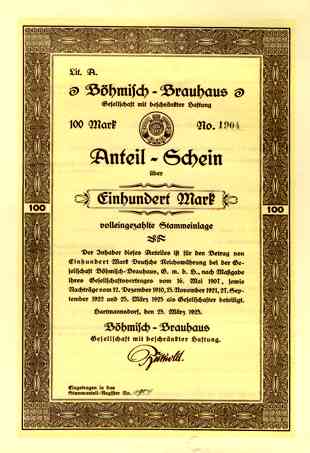 Lit. A.
Böhmisch-Brauhaus
Gesellschaft mit beschränkter Haftung
100 Mark No. 1904
Anteil-Schein
über
Einhundert Mark
volleingezahlte Stammeinlage
100 100
Der Inhaber dieses Anteiles ist für den Betrag von
Einhundert Mark Deutsche Reichswährung bei der Ge-
sellschaft Böhmisch-Brauhaus, G. m. b. H., nach Maßgabe
ihres Gesellschaftsvertrages vom 16. Mai 1907, sowie
Nachträge vom 17. Dezember 1910, 25. November 1921, 27. Sep-
tember 1922 und 25. März 1925 als Gesellschafter beteiligt.
Hartmannsdorf, den 25. März 1925.
Böhmisch-Brauhaus
Gesellschaft mit beschränkter Haftung.
Eingetragen in das
Stammanteil-Register No.